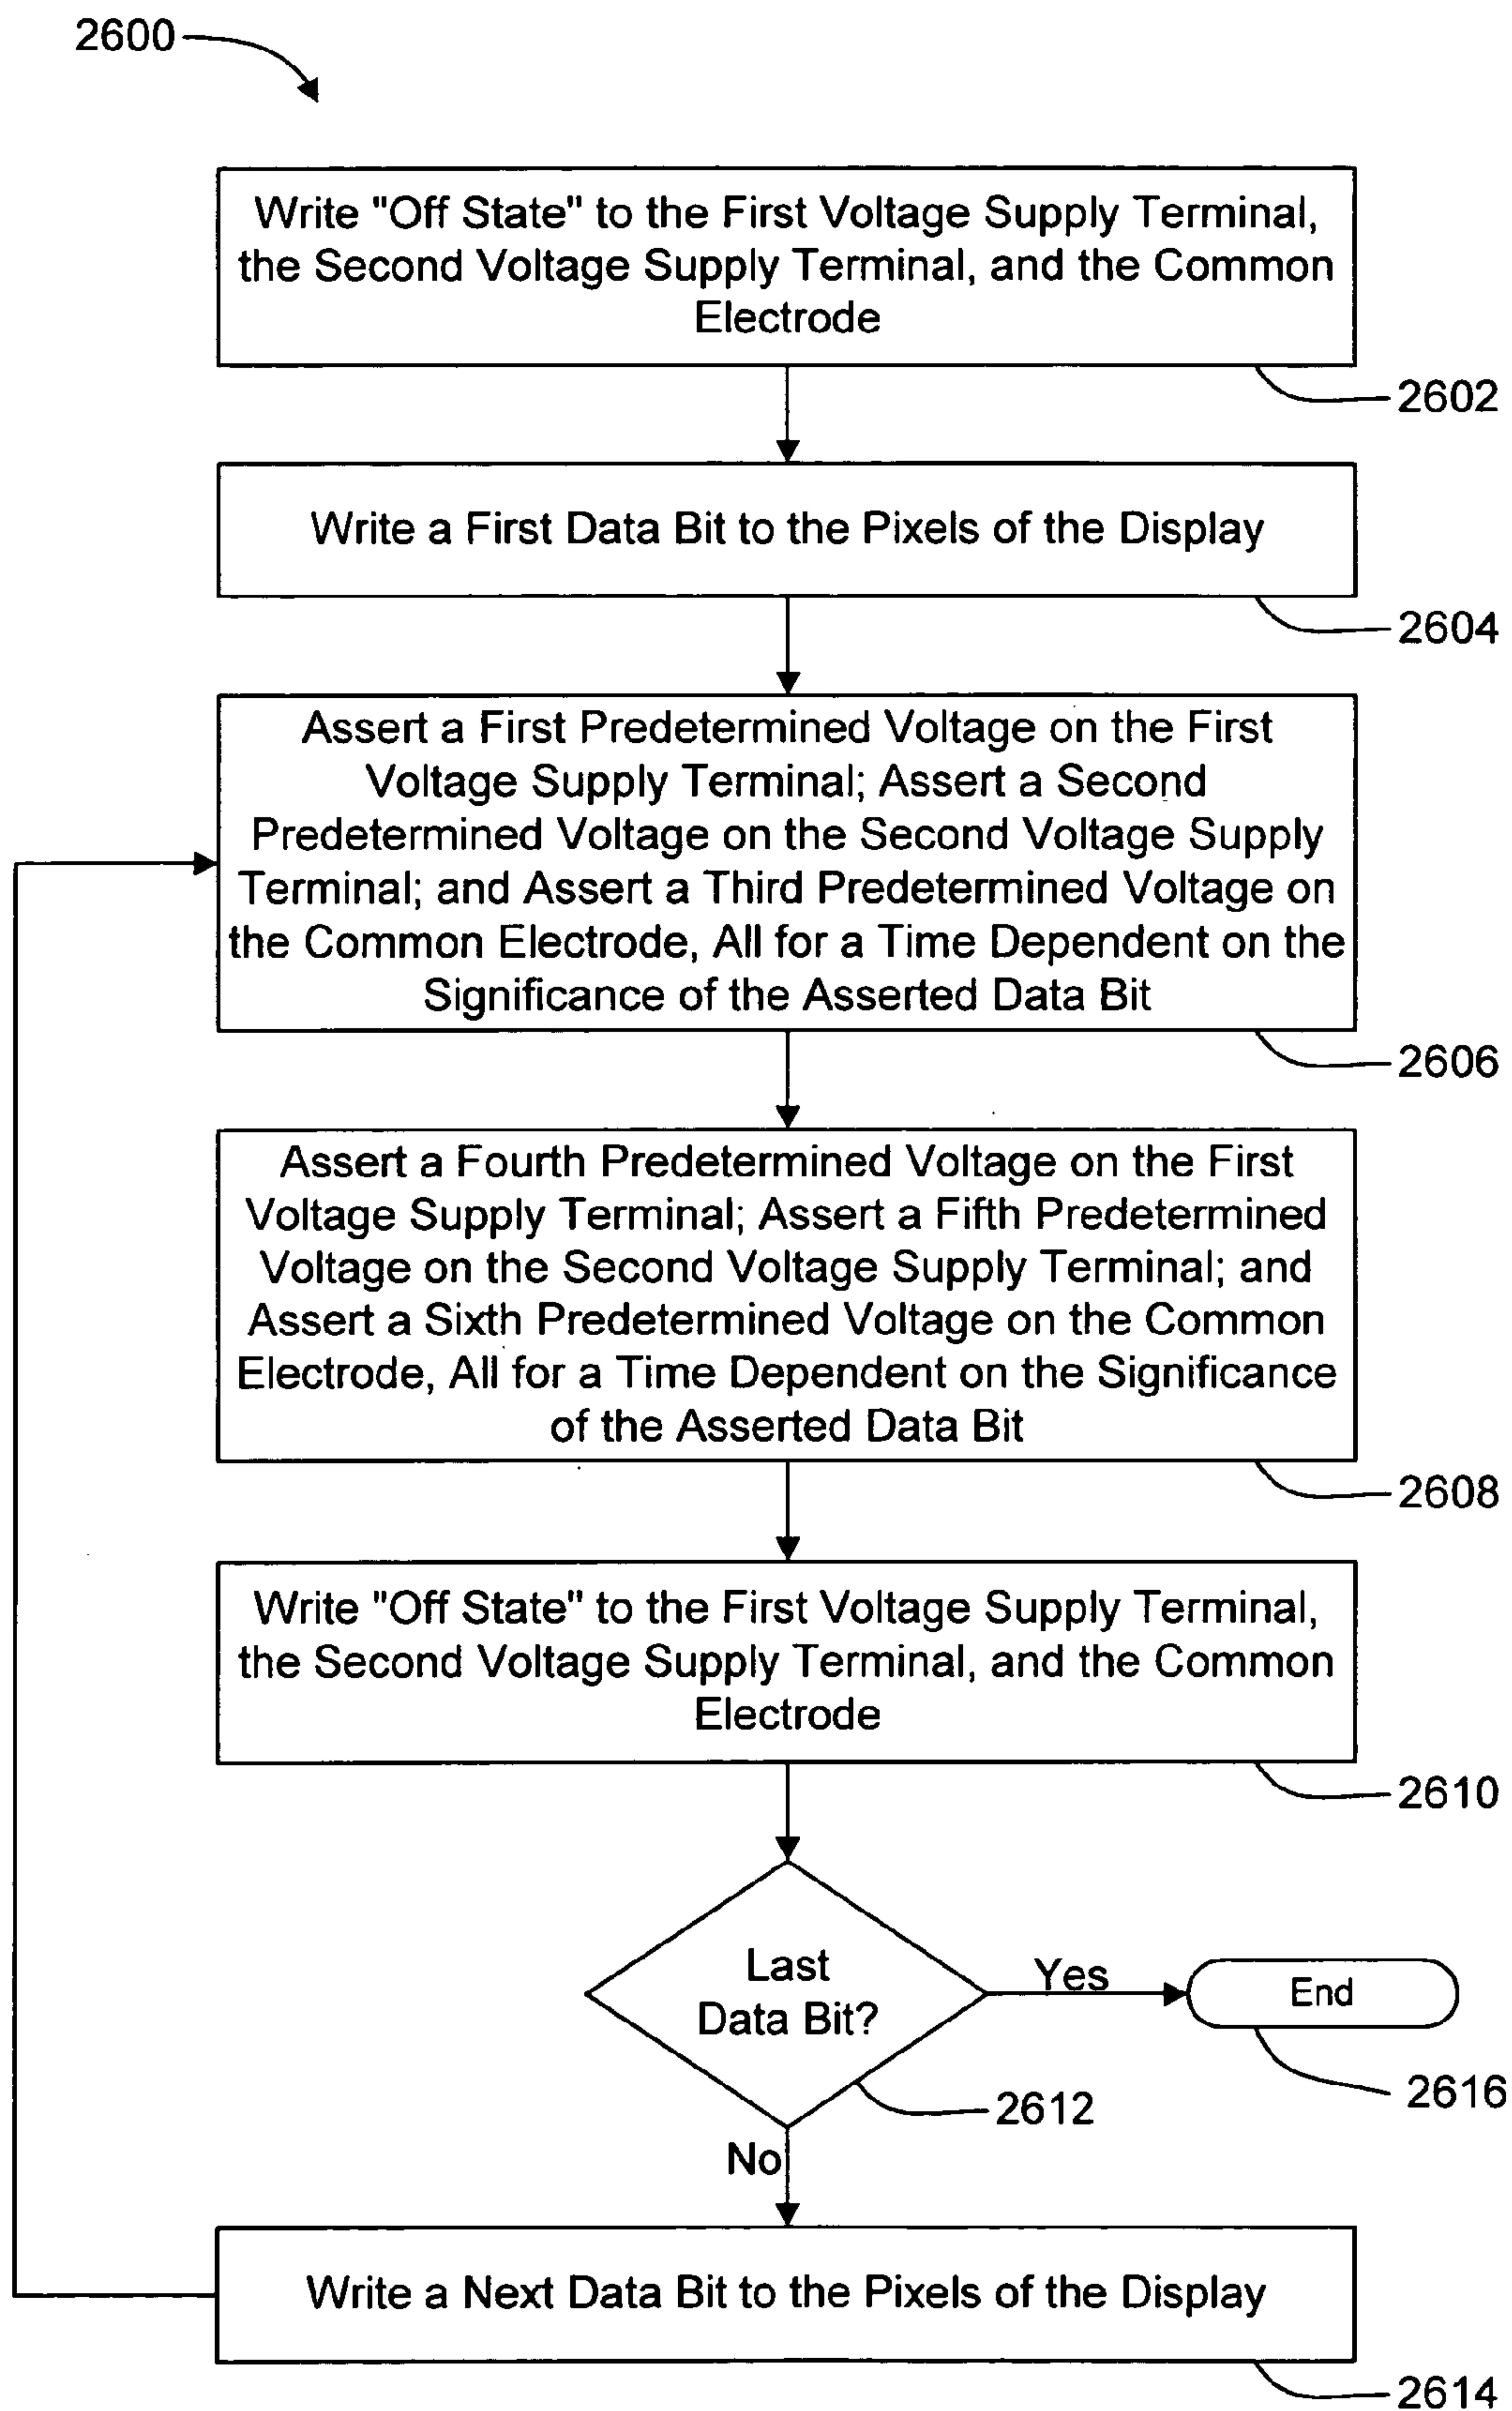 2600
Write "Off State" to the First Voltage Supply Terminal,
the Second Voltage Supply Terminal, and the Common
Electrode
2602
Write a First Data Bit to the Pixels of the Display
2604
Assert a First Predetermined Voltage on the First
Voltage Supply Terminal; Assert a Second
Predetermined Voltage on the Second Voltage Supply
Terminal; and Assert a Third Predetermined Voltage on
the Common Electrode, All for a Time Dependent on the
Significance of the Asserted Data Bit
2606
Assert a Fourth Predetermined Voltage on the First
Voltage Supply Terminal; Assert a Fifth Predetermined
Voltage on the Second Voltage Supply Terminal; and
Assert a Sixth Predetermined Voltage on the Common
Electrode, All for a Time Dependent on the Significance
of the Asserted Data Bit
2608
Write "Off State" to the First Voltage Supply Terminal,
the Second Voltage Supply Terminal, and the Common
Electrode
2610
Last
Data Bit?
Yes
End
2616
2612
No
Write a Next Data Bit to the Pixels of the Display
2614